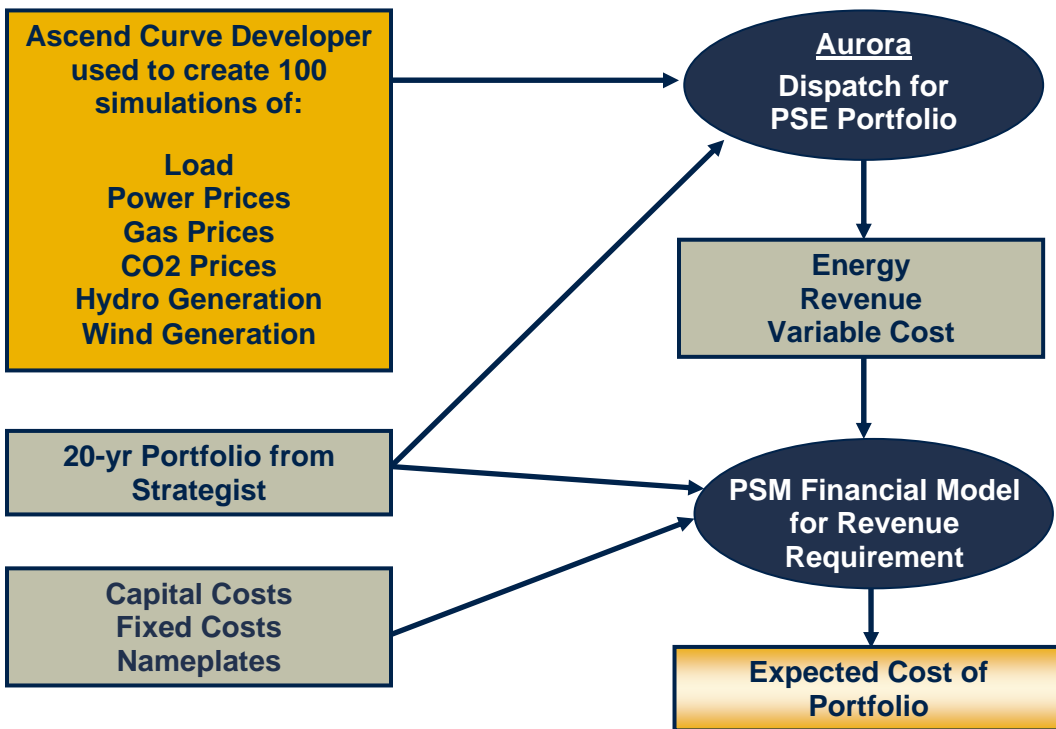 Ascend Curve Developer
used to create 100
simulations of:
Load
Power Prices
Gas Prices
CO2 Prices
Hydro Generation
Wind Generation
20-yr Portfolio from
Strategist
Capital Costs
Fixed Costs
Nameplates
Aurora
Dispatch for
PSE Portfolio
Energy
Revenue
Variable Cost
PSM Financial Model
for Revenue
Requirement
Expected Cost of
Portfolio